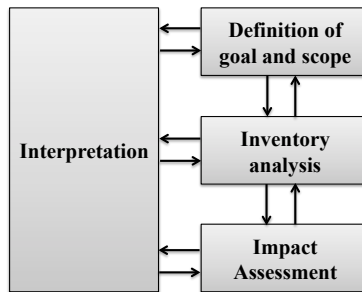 Definition of
goal and scope
Interpretation
Inventory
analysis
Impact
Assessment